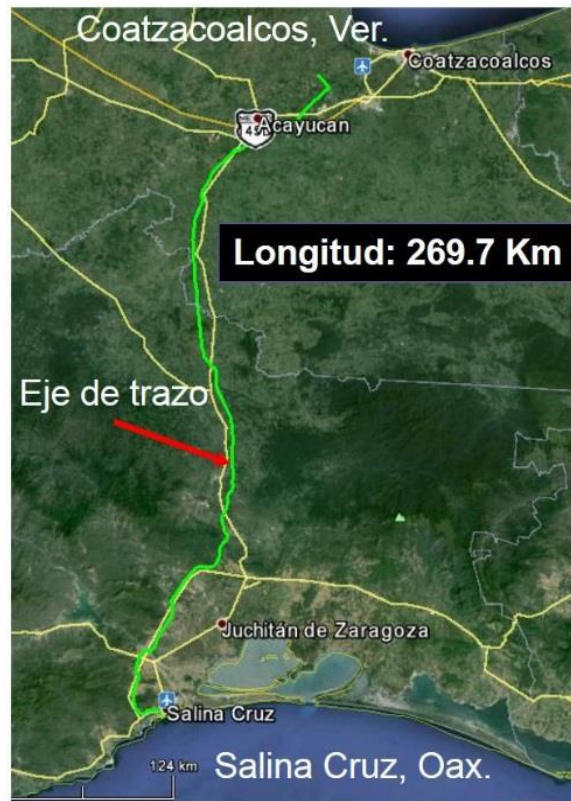 Coatzacoalcos, Ver.
Coatzacoalcos
Acayucan
Longitud: 269.7 Km
Eje de trazo
Juchitán de Zaragoza
Salina Cruz
124 km
Salina Cruz, Oax.